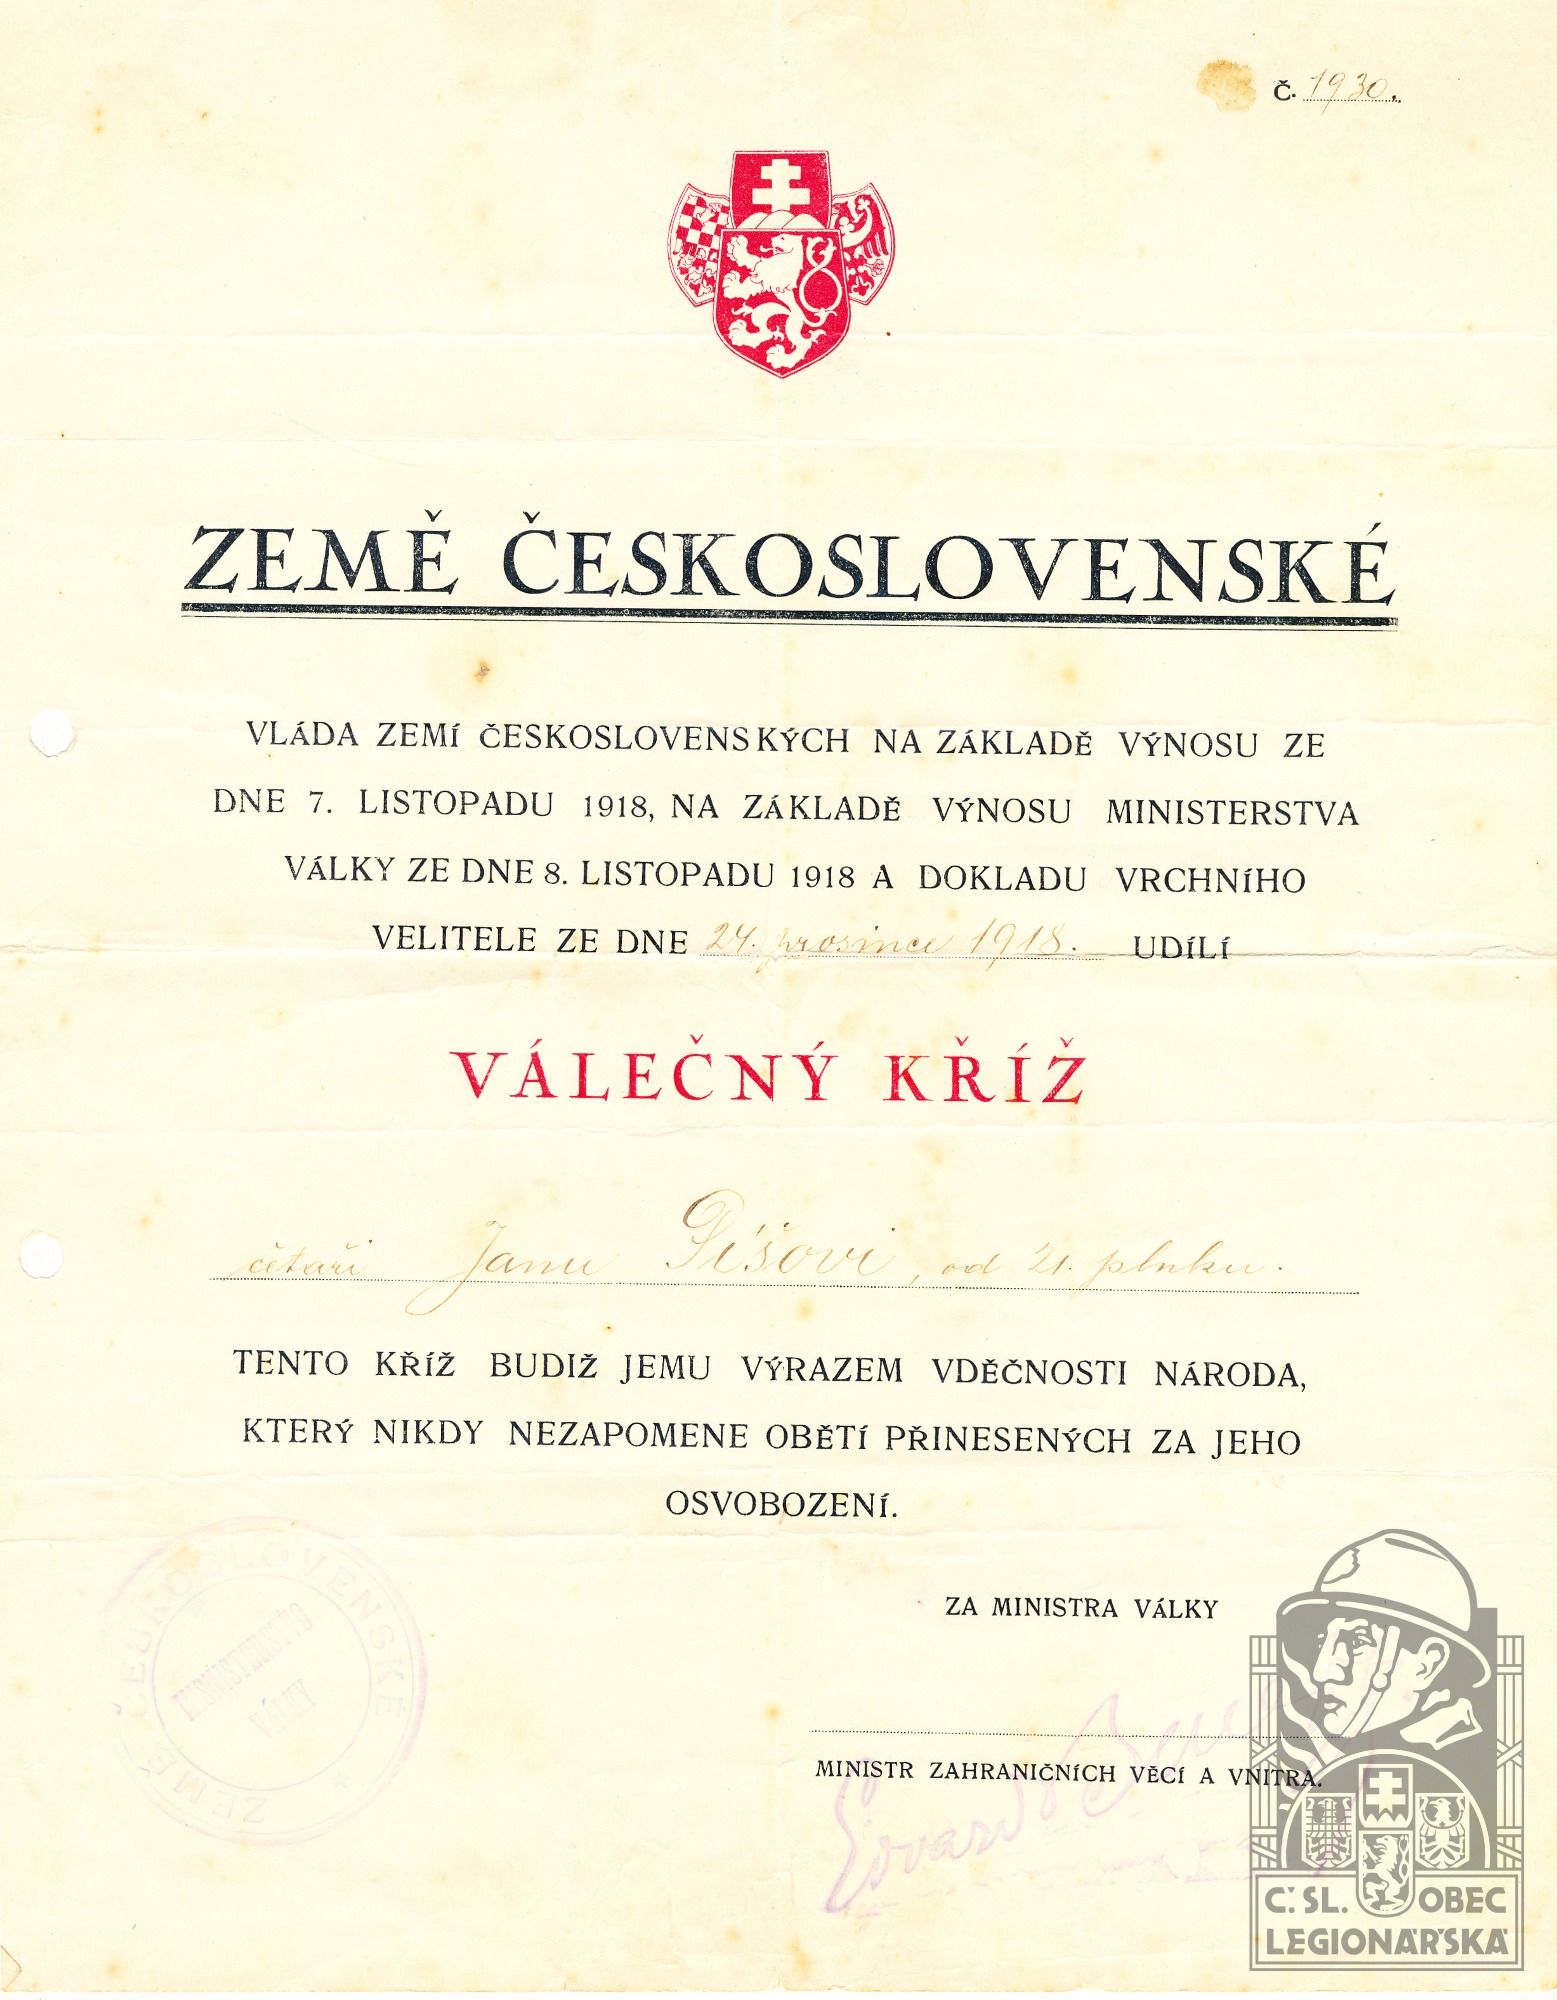 Č. 1930.
ZEMĚ ČESKOSLOVENSKÉ
VLÁDA ZEMÍ ČESKOSLOVENSKÝCH NA ZÁKLADĚ VÝNOSU ZE
DNE 7. LISTOPADU 1918, NA ZÁKLADĚ VÝNOSU MINISTERSTVA
VÁLKY ZE DNE 8. LISTOPADU 1918 A DOKLADU VRCHNÍHO
VELITELE ZE DNE 24. prosince 1918. UDÍLÍ
VÁLEČNÝ KŘÍŽ
četaři Janu Píšovi, od 21. pluku.
TENTO KŘÍŽ BUDIŽ JEMU VÝRAZEM VDĚČNOSTI NÁRODA,
KTERÝ NIKDY NEZAPOMENE OBĚTÍ PŘINESENÝCH ZA JEHO
OSVOBOZENÍ.
ZEMĚ ČESKOSLOVENSKÉ
MINISTERSTVO
VÁLKY
ZA MINISTRA VÁLKY
MINISTR ZAHRANIČNÍCH VĚCÍ A VNITRA.
Č. SL. OBEC
LEGIONÁŘSKÁ